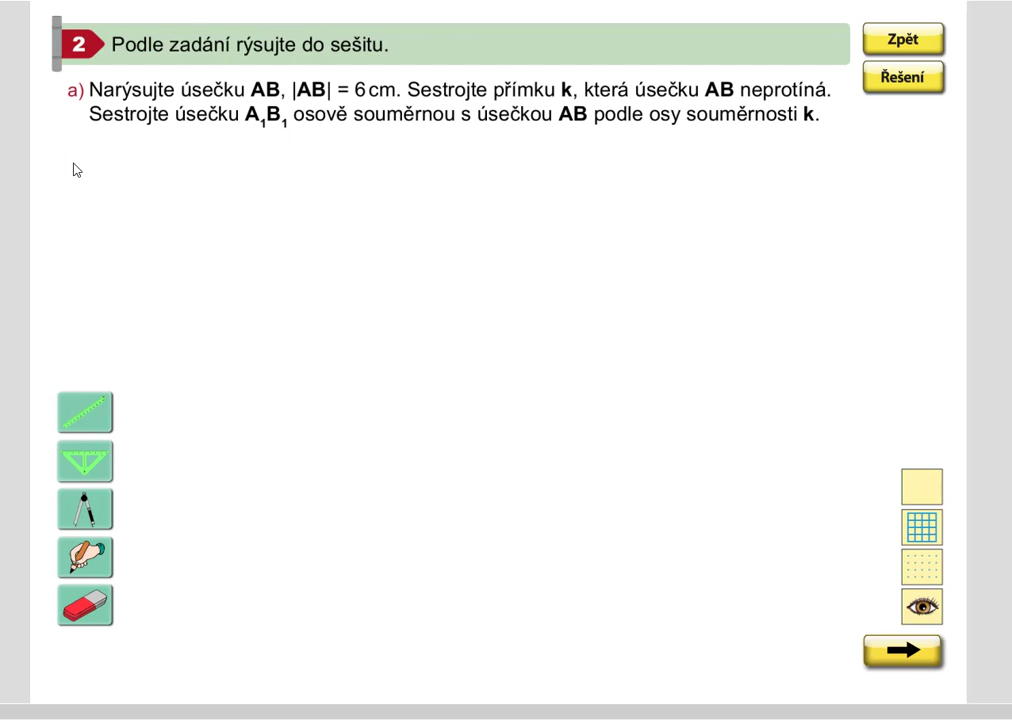 2 Podle zadání rýsujte do sešitu.
Zpět
Řešení
a) Narýsujte úsečku AB, |AB| = 6 cm. Sestrojte přímku k, která úsečku AB neprotíná.
Sestrojte úsečku A₁B₁ osově souměrnou s úsečkou AB podle osy souměrnosti k.